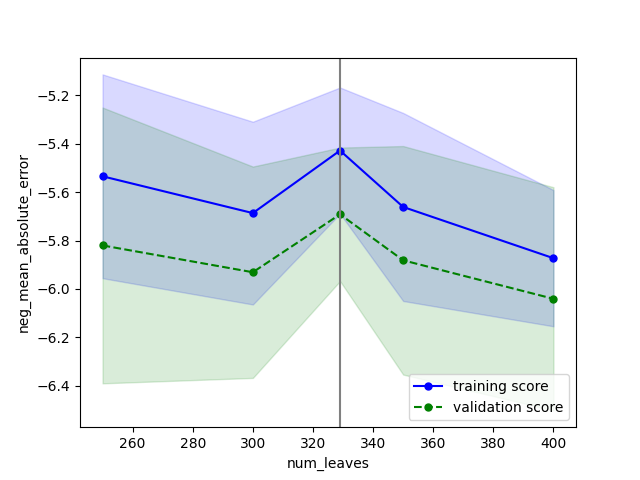 neg_mean_absolute_error
−5.2
−5.4
−5.6
−5.8
−6.0
−6.2
−6.4
training score
validation score
260 280 300 320 340 360 380 400
num_leaves